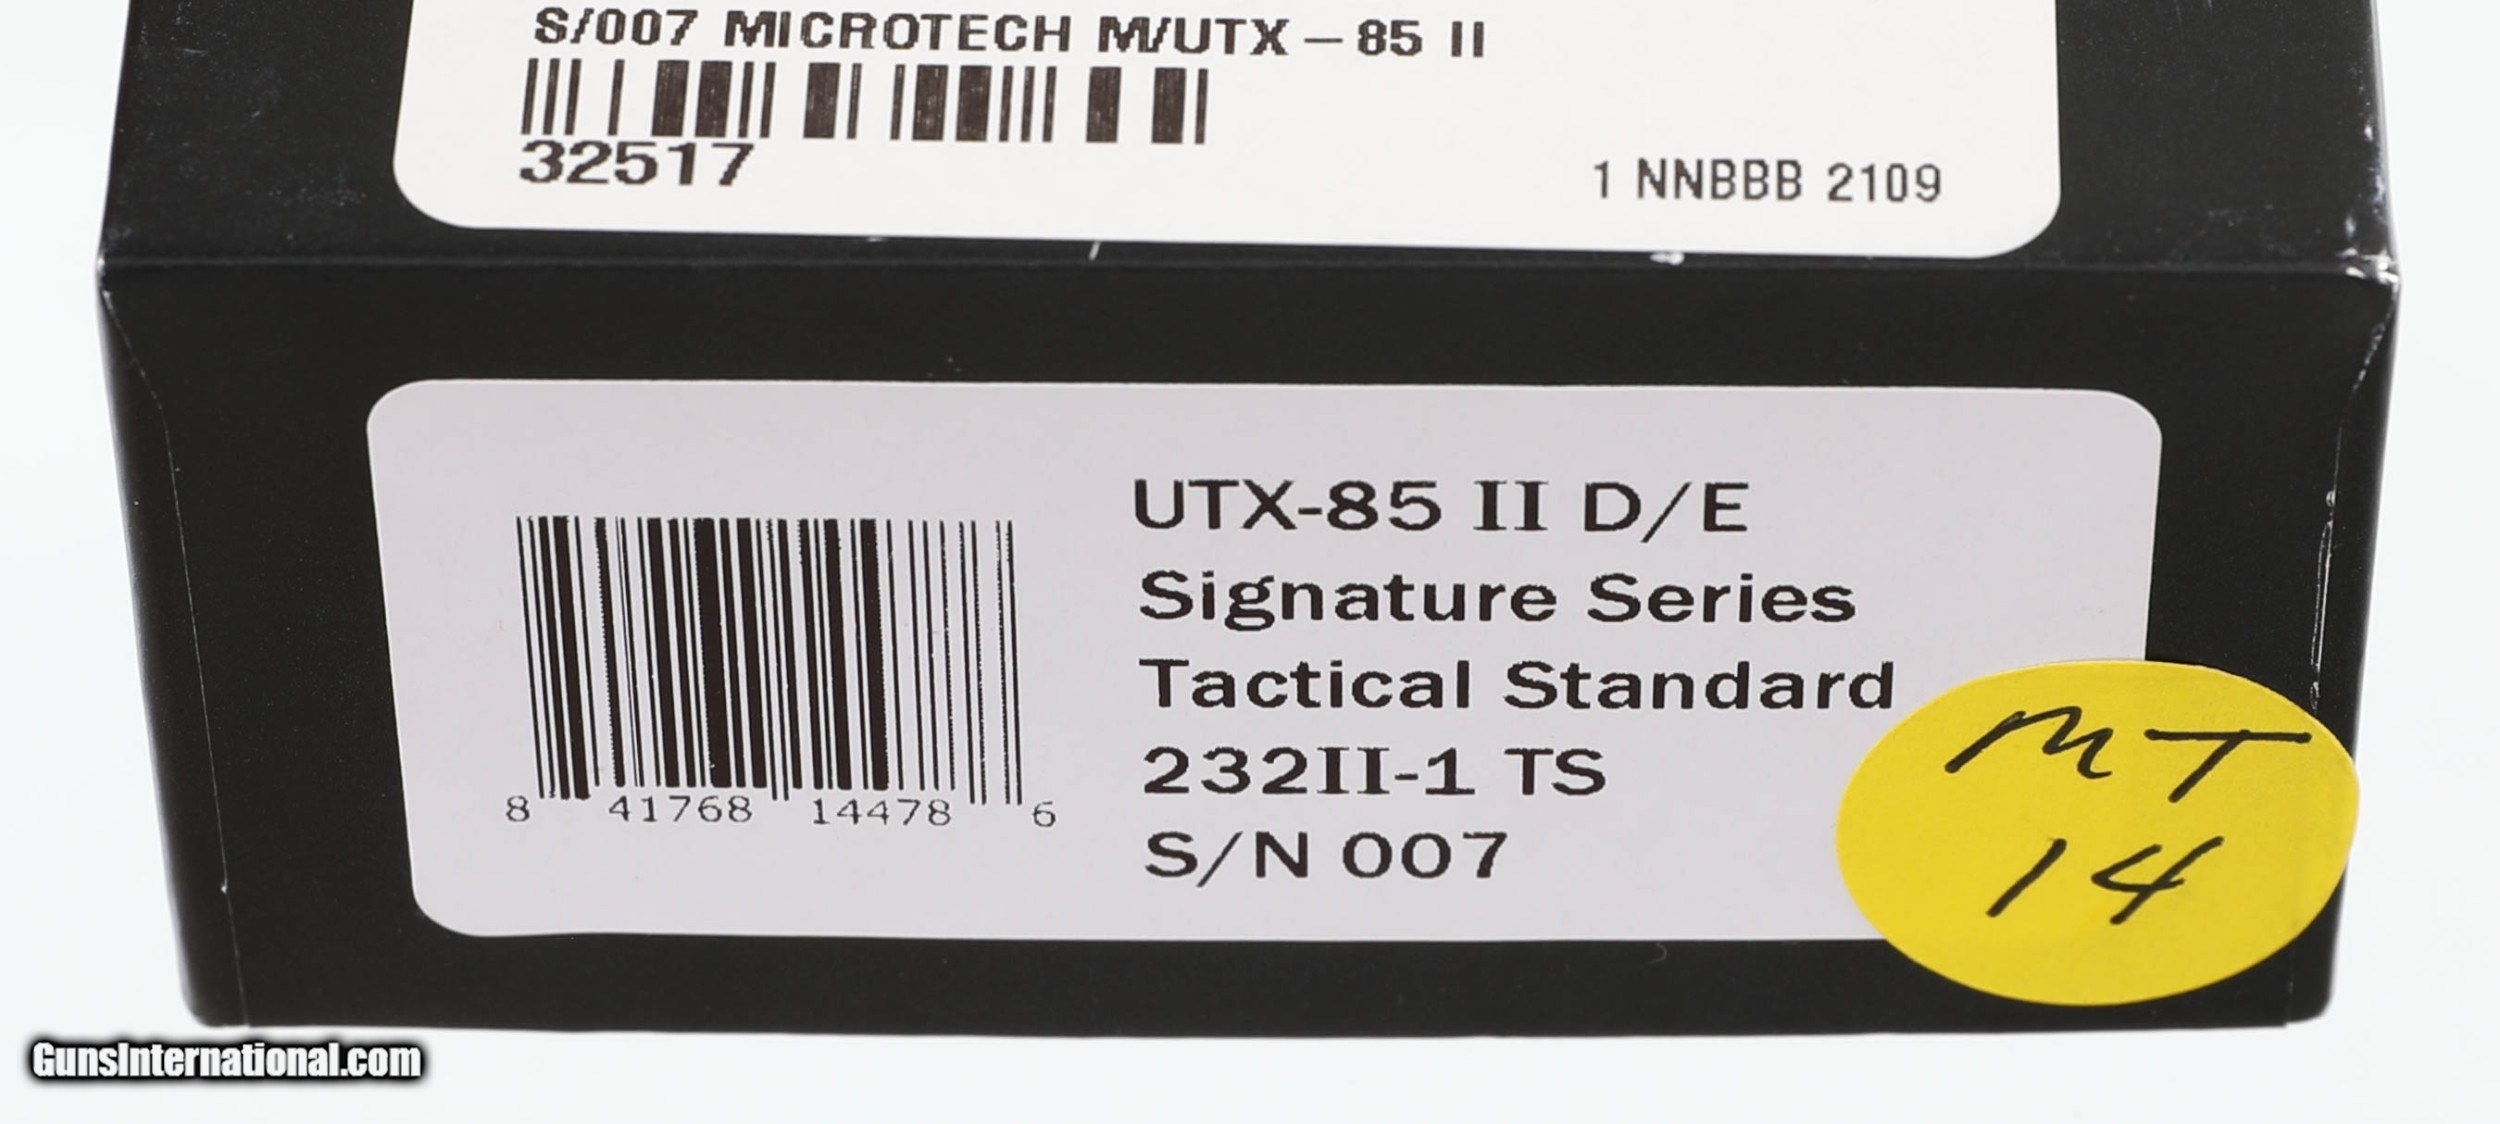 S/007 MICROTECH M/UTX-85 II
32517
1 NNBBB 2109
UTX-85 II D/E
Signature Series
Tactical Standard
232II-1 TS
S/N 007
8 41768 14478 6
MT
14
GunsInternational.com